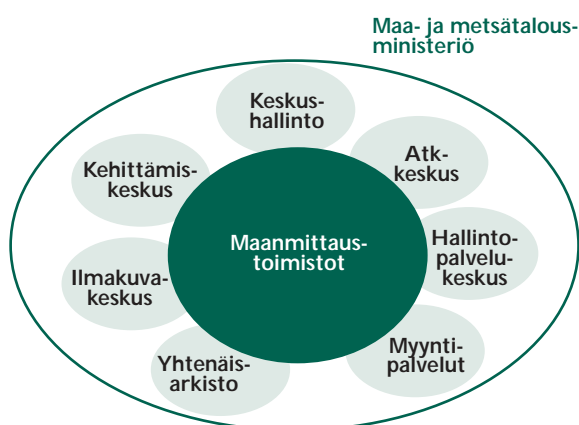 Maa- ja metsätalous-
ministeriö
Keskus-
hallinto
Atk-
keskus
Kehittämis-
keskus
Maanmittaus-
toimistot
Hallinto-
palvelu-
keskus
Ilmakuva-
keskus
Myynti-
palvelut
Yhtenäis-
arkisto